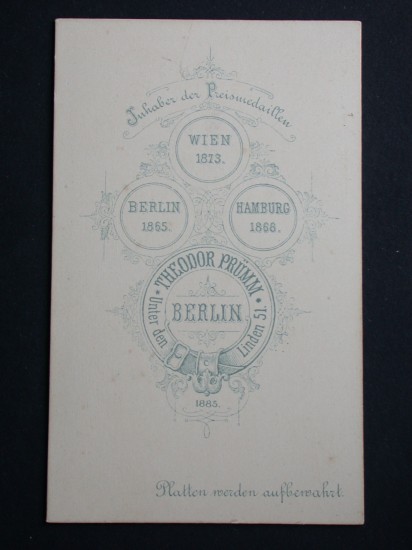 Inhaber der Preismedaillen
WIEN
1873.
BERLIN
1865.
HAMBURG
1868.
THEODOR PRÜMM
Unter den Linden 51.
BERLIN
1885.
Platten werden aufbewahrt.